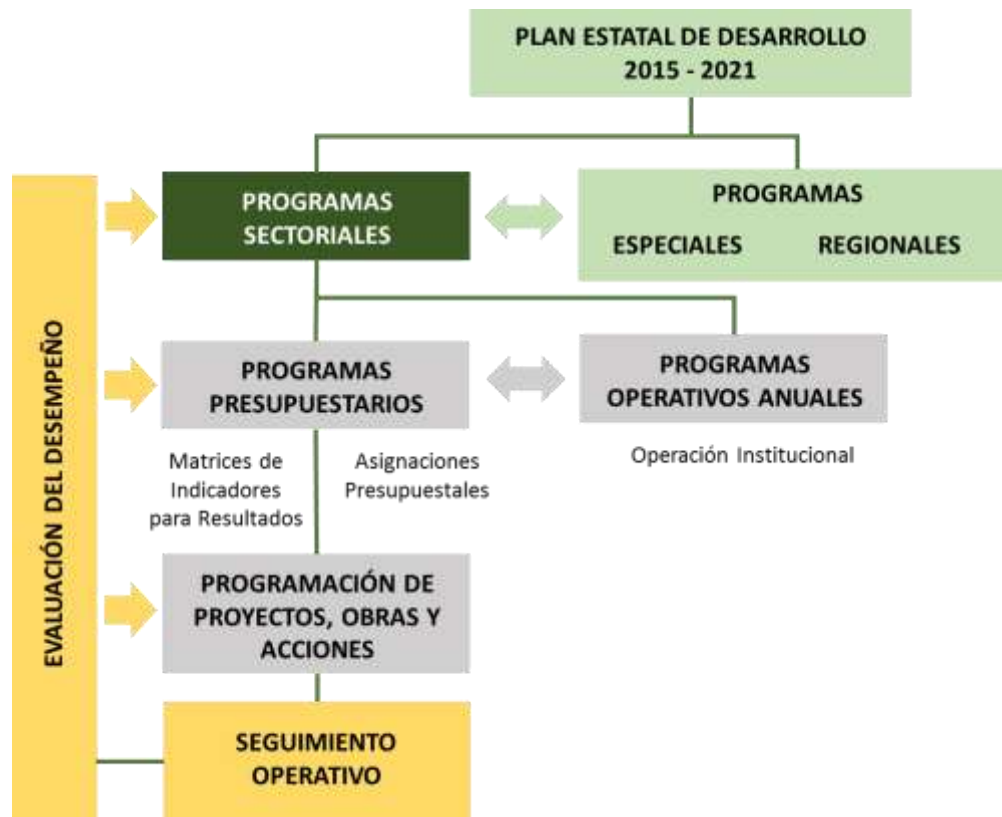 PLAN ESTATAL DE DESARROLLO
2015 - 2021
PROGRAMAS
SECTORIALES
PROGRAMAS
ESPECIALES REGIONALES
EVALUACIÓN DEL DESEMPEÑO
PROGRAMAS
PRESUPUESTARIOS
PROGRAMAS
OPERATIVOS ANUALES
Matrices de
Indicadores
para Resultados
Asignaciones
Presupuestales
Operación Institucional
PROGRAMACIÓN DE
PROYECTOS, OBRAS Y
ACCIONES
SEGUIMIENTO
OPERATIVO